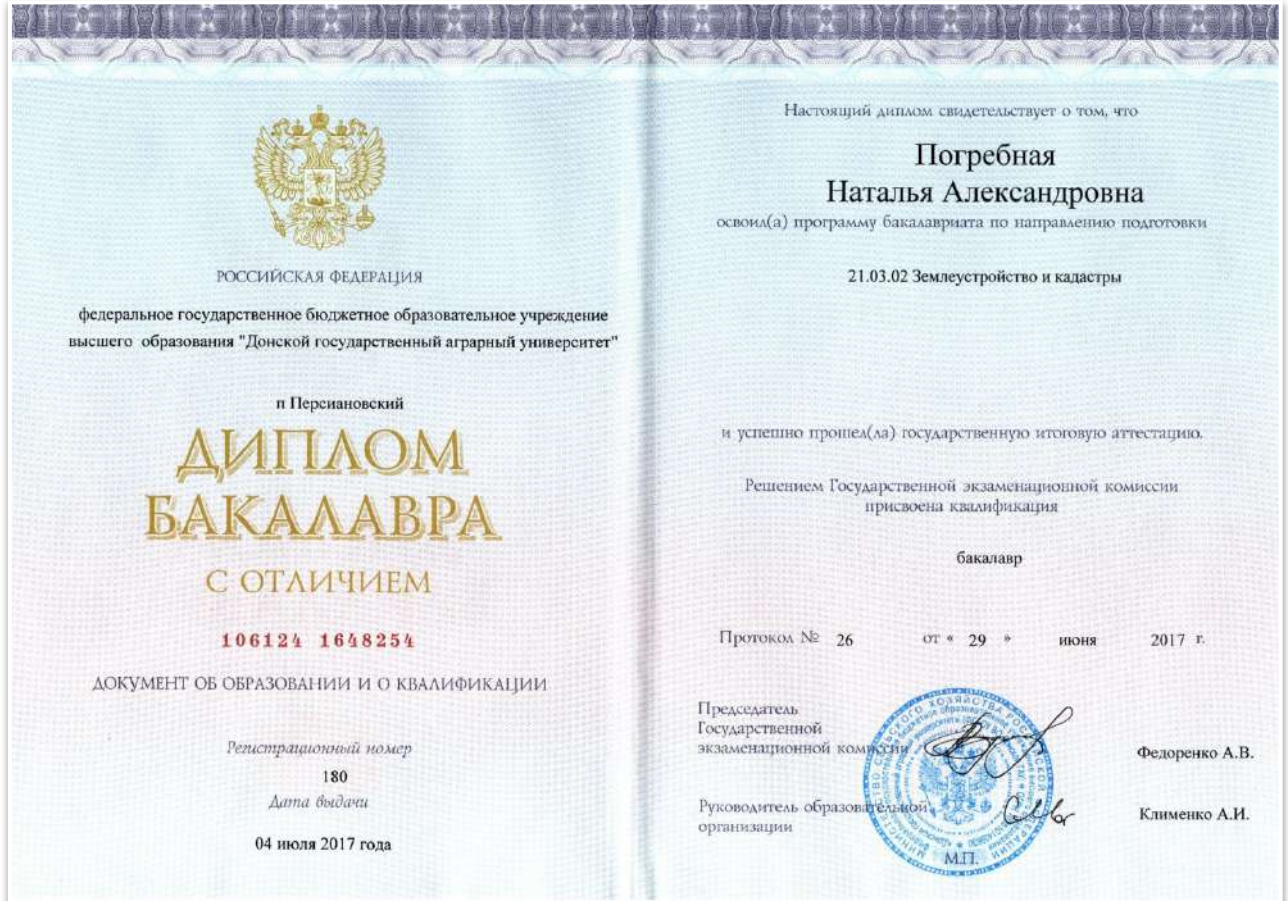 РОССИЙСКАЯ ФЕДЕРАЦИЯ
федеральное государственное бюджетное образовательное учреждение
высшего образования "Донской государственный аграрный университет"
п Персиановский
ДИПЛОМ
БАКАЛАВРА
С ОТЛИЧИЕМ
106124 1648254
ДОКУМЕНТ ОБ ОБРАЗОВАНИИ И О КВАЛИФИКАЦИИ
Регистрационный номер
180
Дата выдачи
04 июля 2017 года
Настоящий диплом свидетельствует о том, что
Погребная
Наталья Александровна
освоил(а) программу бакалавриата по направлению подготовки
21.03.02 Землеустройство и кадастры
и успешно прошел(ла) государственную итоговую аттестацию.
Решением Государственной экзаменационной комиссии
присвоена квалификация
бакалавр
Протокол № 26 от « 29 » июня 2017 г.
Председатель
Государственной
экзаменационной комиссии
Федоренко А.В.
Руководитель образовательной
организации
Клименко А.И.
М.П.